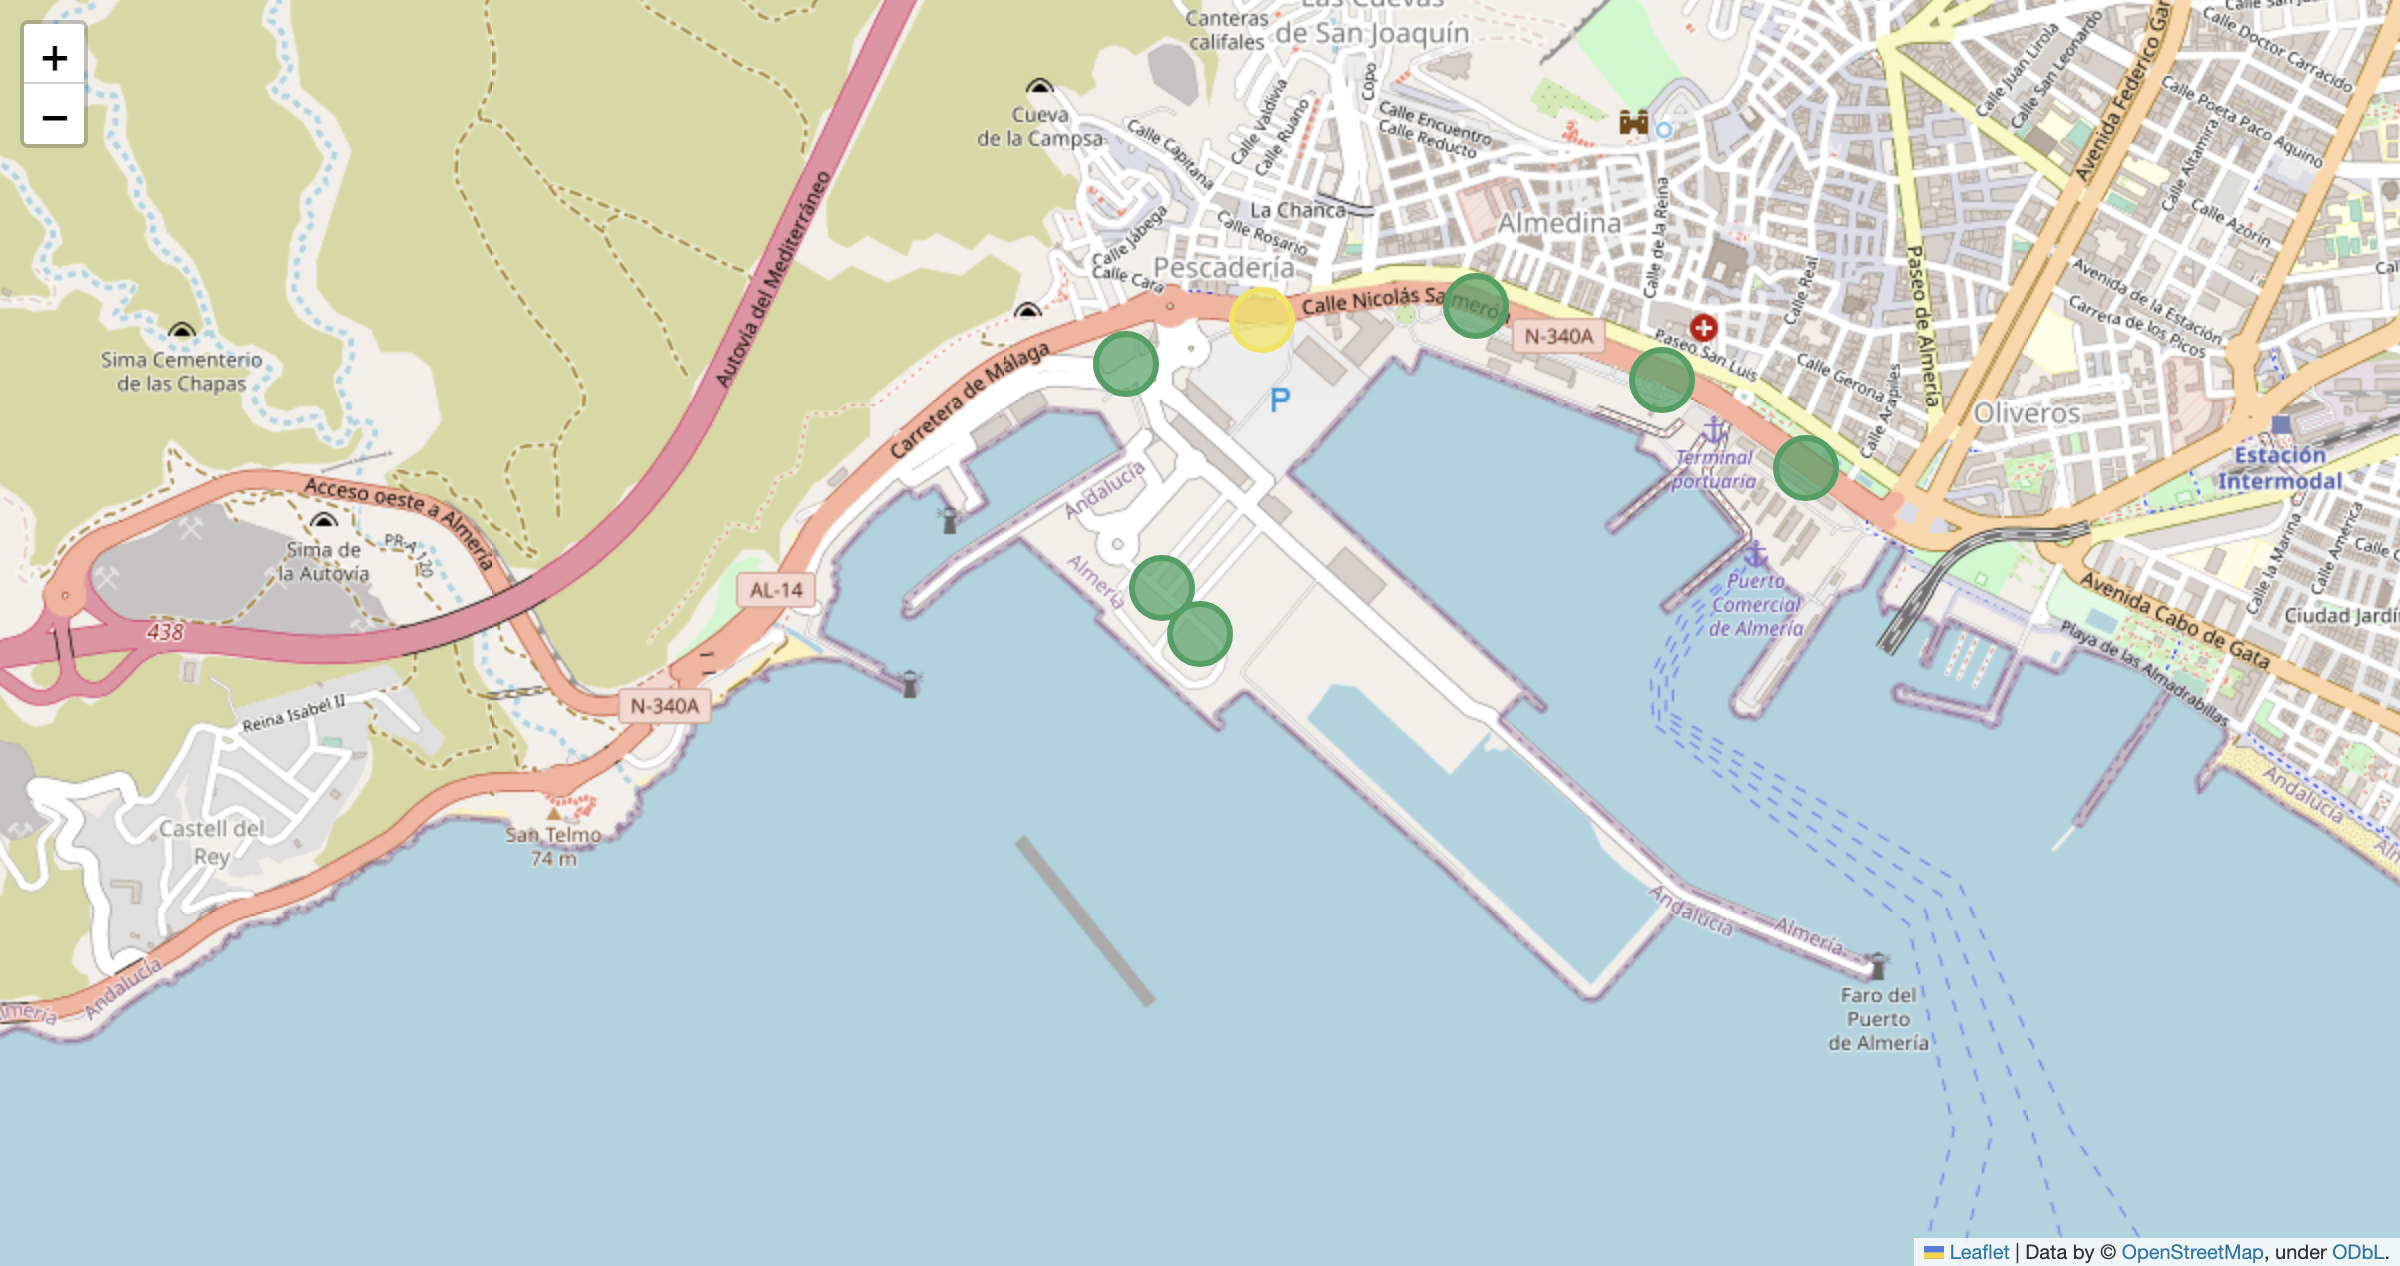 +
−
Canteras
califales
Las Cuevas
de San Joaquín
Copo
Calle Valdivia
Calle Ruano
Calle Encuentro
Calle Reducto
Cueva
de la Campsa
Calle Capitana
La Chanca
Calle Rosario
Calle Jábega
Calle Cara
Pescadería
Almedina
Calle de la Reina
Calle Real
Paseo de Almería
Calle Juan Lirola
Calle San Leonardo
Avenida Federico Gar
Calle Doctor Carracido
Calle Poeta Paco Aquino
Calle Altamira
Calle Azorín
Avenida de la Estación
Carrera de los Picos
Autovía del Mediterráneo
Sima Cementerio
de las Chapas
Calle Nicolás Salmerón
N-340A
Paseo San Luis
Calle Gerona
Calle Arapiles
Oliveros
Carretera de Málaga
P
Terminal
portuaria
Estación
Intermodal
Acceso oeste a Almería
Sima de
la Autovía
PR-A 120
Andalucía
Almería
AL-14
438
Puerto
Comercial
de Almería
Calle la Marina
Calle América
Calle C
Ciudad Jardí
Avenida Cabo de Gata
Playa de las Almadrabillas
N-340A
Reina Isabel II
Castell del
Rey
San Telmo
74 m
Andalucía
Andalucía
Almería
Andalucía
lmería
Faro del
Puerto
de Almería
Leaflet | Data by © OpenStreetMap, under ODbL.